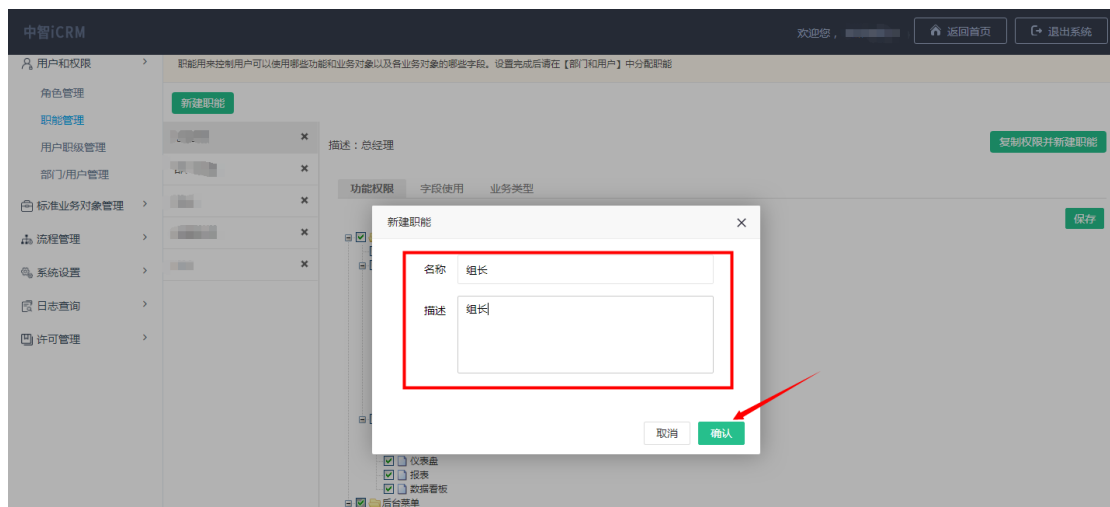 中智iCRM
欢迎您，
返回首页
退出系统
用户和权限
角色管理
职能管理
用户职级管理
部门/用户管理
标准业务对象管理
流程管理
系统设置
日志查询
许可管理
职能用来控制用户可以使用哪些功能和业务对象以及各业务对象的哪些字段。设置完成后请在【部门和用户】中分配职能
新建职能
描述：总经理
复制权限并新建职能
功能权限 字段使用 业务类型
保存
新建职能
名称 组长
描述 组长
取消 确认
仪表盘
报表
数据看板
后台菜单